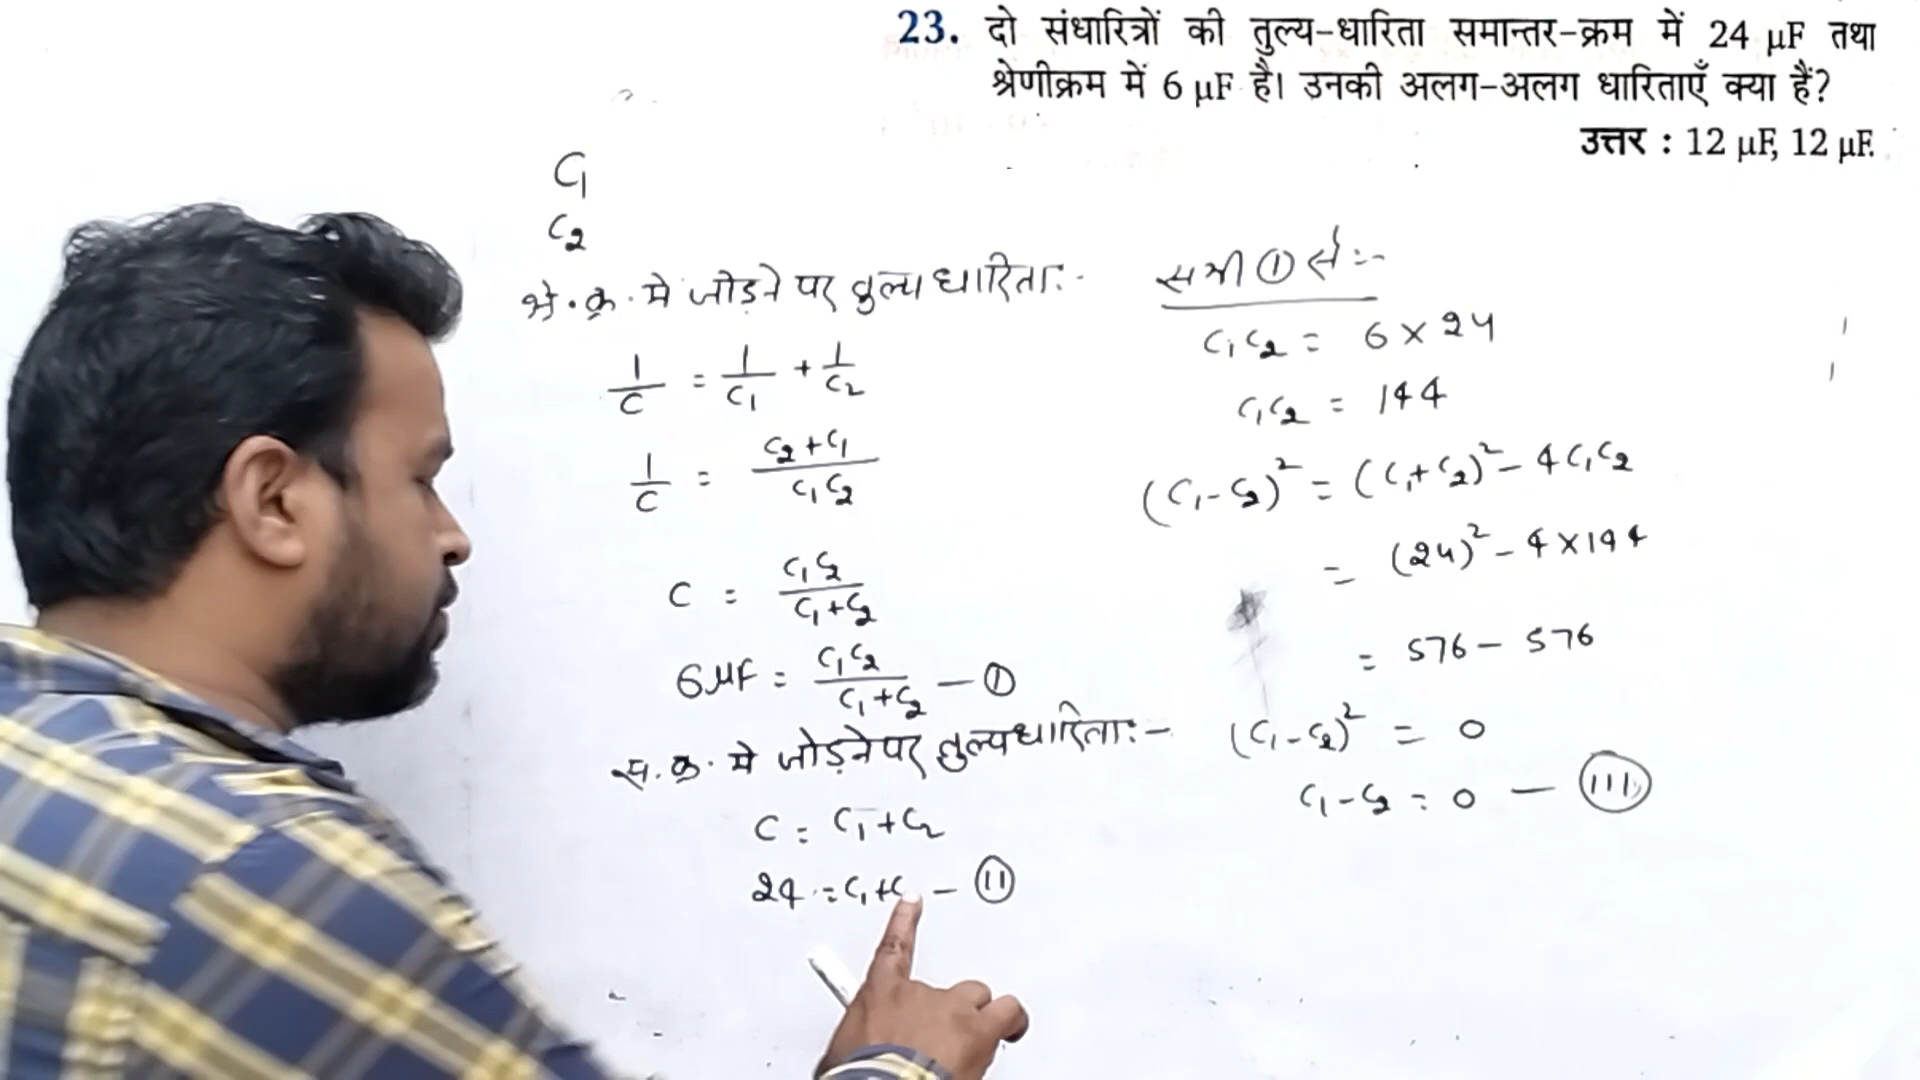 23. दो संधारित्रों की तुल्य-धारिता समान्तर-क्रम में 24 μF तथा
श्रेणीक्रम में 6 μF है। उनकी अलग-अलग धारिताएँ क्या हैं?
उत्तर : 12 μF, 12 μF.
C₁
C₂
श्रे.क्र. में जोड़ने पर तुल्य धारिता:-
1/C = 1/C₁ + 1/C₂
1/C = (C₂+C₁)/(C₁C₂)
C = C₁C₂/(C₁+C₂)
6μF = C₁C₂/(C₁+C₂) — ①
स.क्र. में जोड़ने पर तुल्यधारिता:-
C = C₁+C₂
24 = C₁+C — ⑪
समी ① से:-
C₁C₂ = 6×24
C₁C₂ = 144
(C₁-C₂)² = (C₁+C₂)² - 4C₁C₂
= (24)² - 4×144
= 576 - 576
(C₁-C₂)² = 0
C₁-C₂ = 0 — (111)